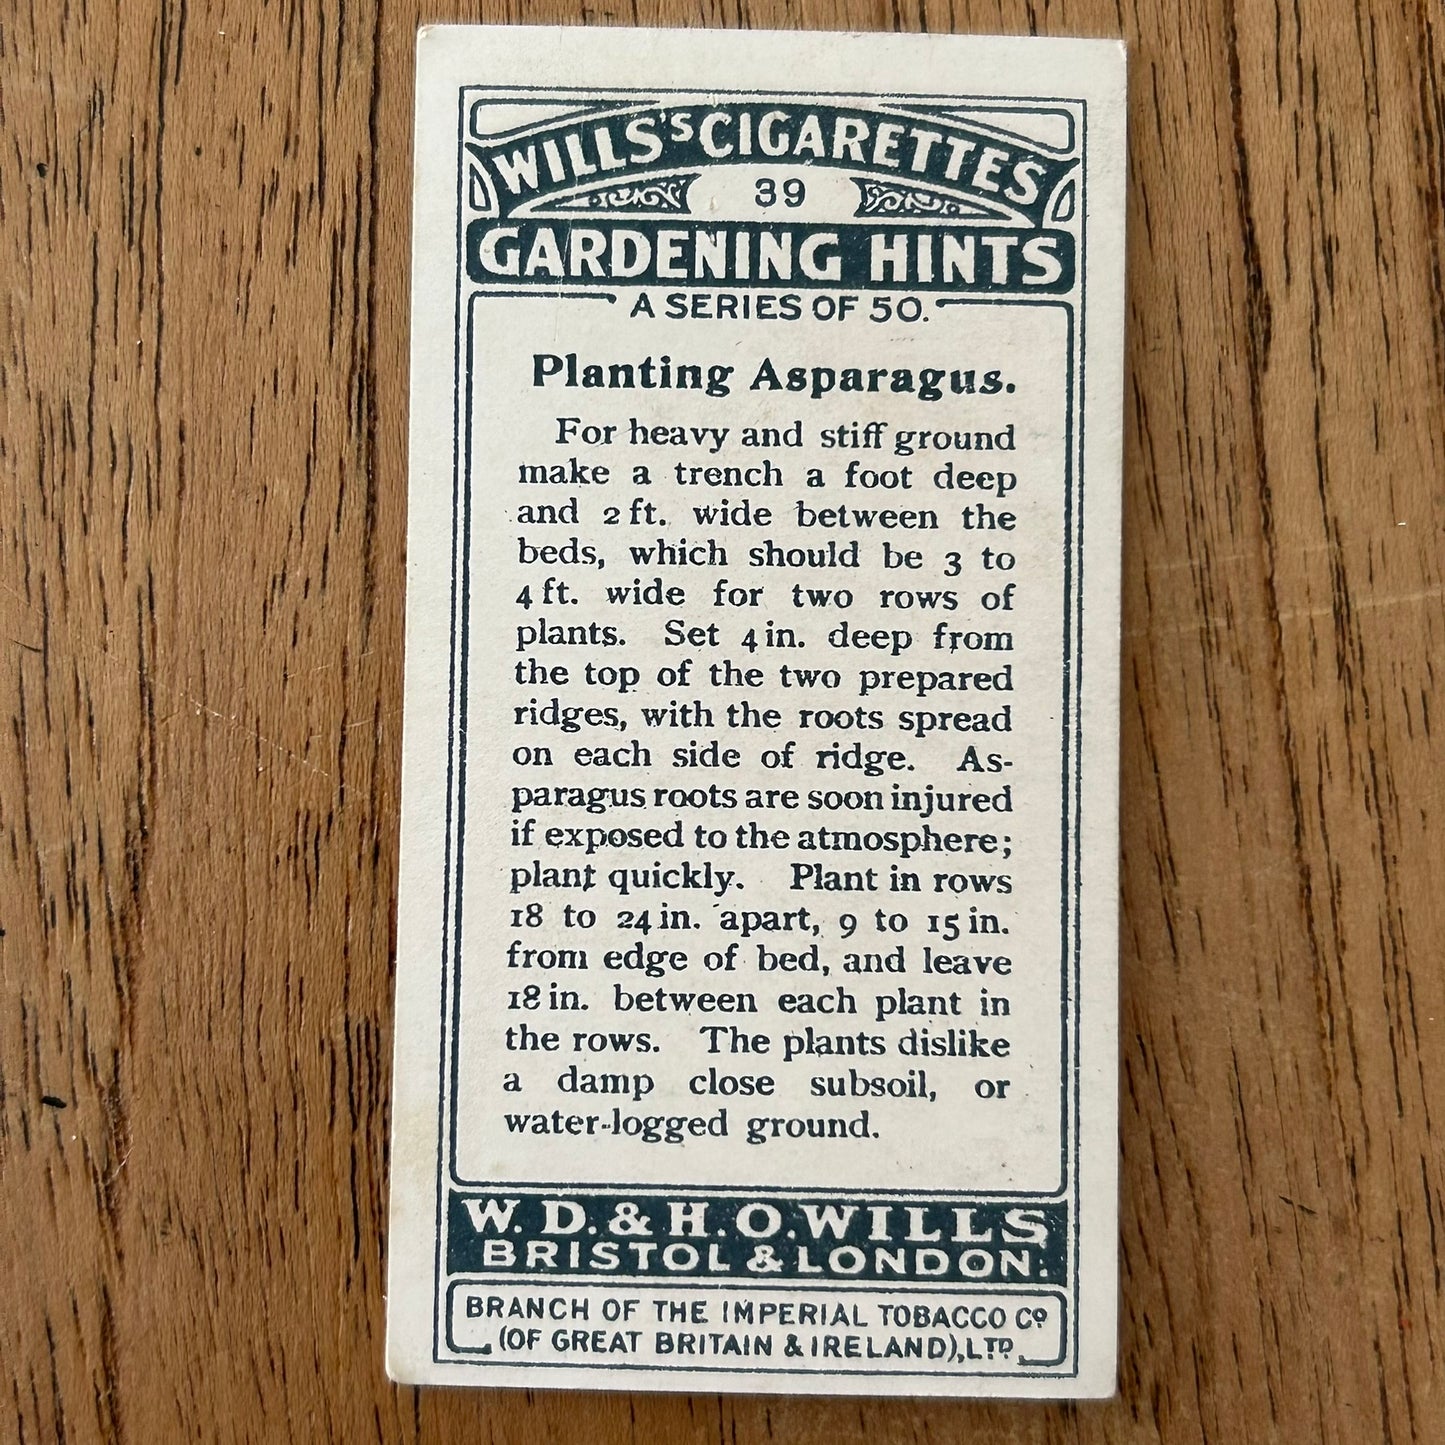 WILLS'S CIGARETTES
39
GARDENING HINTS
A SERIES OF 50.
Planting Asparagus.
For heavy and stiff ground
make a trench a foot deep
and 2 ft. wide between the
beds, which should be 3 to
4 ft. wide for two rows of
plants. Set 4 in. deep from
the top of the two prepared
ridges, with the roots spread
on each side of ridge. As-
paragus roots are soon injured
if exposed to the atmosphere;
plant quickly. Plant in rows
18 to 24 in. apart, 9 to 15 in.
from edge of bed, and leave
18 in. between each plant in
the rows. The plants dislike
a damp close subsoil, or
water-logged ground.
W. D. & H. O. WILLS
BRISTOL & LONDON.
BRANCH OF THE IMPERIAL TOBACCO Co.
(OF GREAT BRITAIN & IRELAND), LTD.